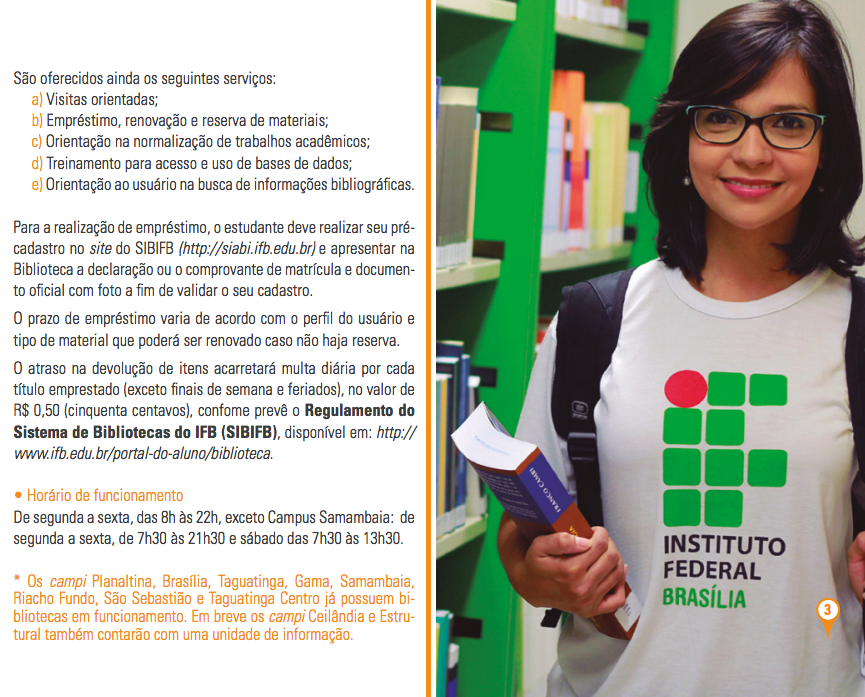 São oferecidos ainda os seguintes serviços:
a) Visitas orientadas;
b) Empréstimo, renovação e reserva de materiais;
c) Orientação na normalização de trabalhos acadêmicos;
d) Treinamento para acesso e uso de bases de dados;
e) Orientação ao usuário na busca de informações bibliográficas.
Para a realização de empréstimo, o estudante deve realizar seu pré-
cadastro no site do SIBIFB (http://siabi.ifb.edu.br) e apresentar na
Biblioteca a declaração ou o comprovante de matrícula e documen-
to oficial com foto a fim de validar o seu cadastro.
O prazo de empréstimo varia de acordo com o perfil do usuário e
tipo de material que poderá ser renovado caso não haja reserva.
O atraso na devolução de itens acarretará multa diária por cada
título emprestado (exceto finais de semana e feriados), no valor de
R$ 0,50 (cinquenta centavos), confome prevê o Regulamento do
Sistema de Bibliotecas do IFB (SIBIFB), disponível em: http://
www.ifb.edu.br/portal-do-aluno/biblioteca.
• Horário de funcionamento
De segunda a sexta, das 8h às 22h, exceto Campus Samambaia: de
segunda a sexta, de 7h30 às 21h30 e sábado das 7h30 às 13h30.
* Os campi Planaltina, Brasília, Taguatinga, Gama, Samambaia,
Riacho Fundo, São Sebastião e Taguatinga Centro já possuem bi-
bliotecas em funcionamento. Em breve os campi Ceilândia e Estru-
tural também contarão com uma unidade de informação.
FRANCO CAMBI
INSTITUTO
FEDERAL
BRASÍLIA
3